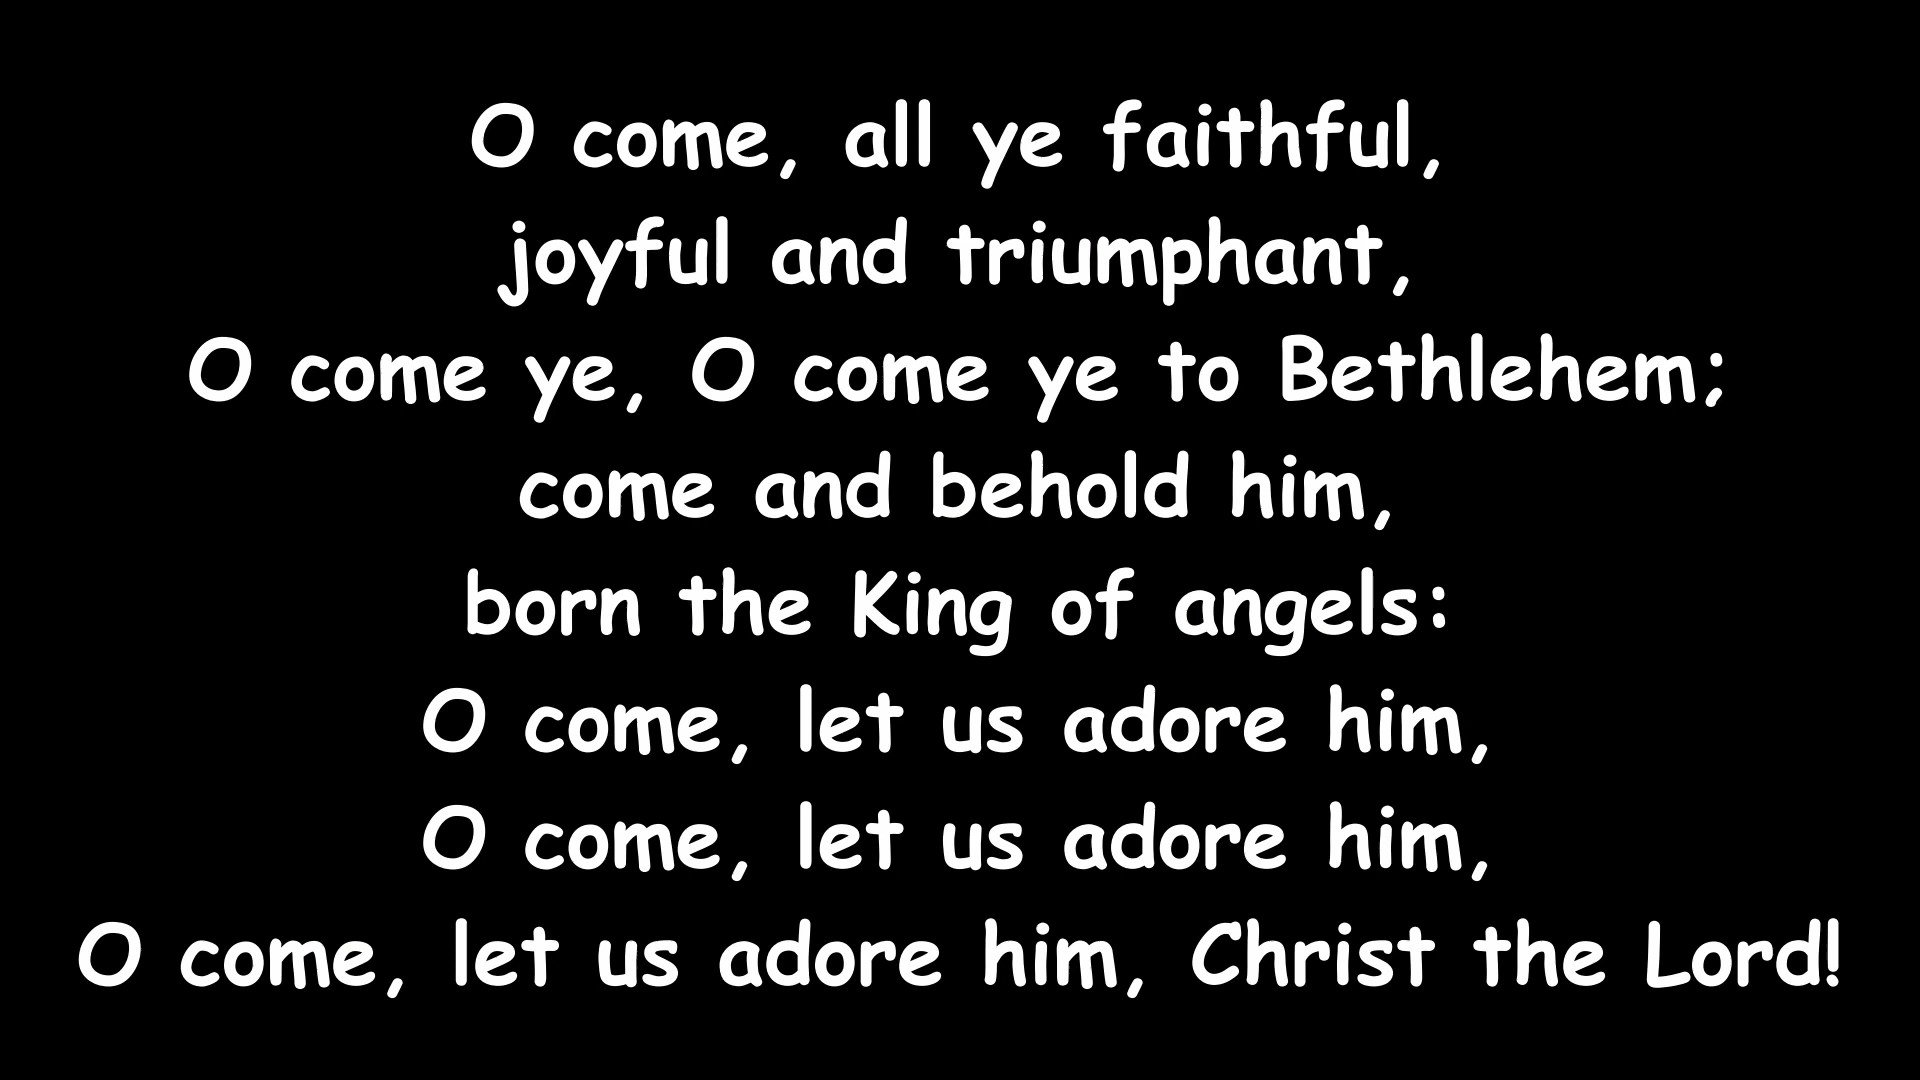 O come, all ye faithful,
joyful and triumphant,
O come ye, O come ye to Bethlehem;
come and behold him,
born the King of angels:
O come, let us adore him,
O come, let us adore him,
O come, let us adore him, Christ the Lord!